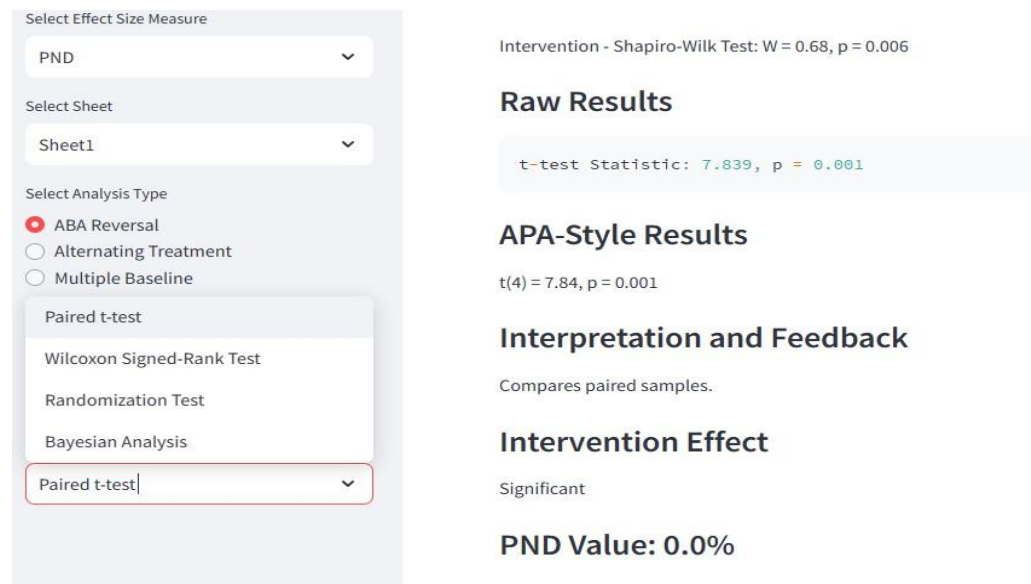 Select Effect Size Measure
PND
Select Sheet
Sheet1
Select Analysis Type
ABA Reversal
Alternating Treatment
Multiple Baseline
Paired t-test
Wilcoxon Signed-Rank Test
Randomization Test
Bayesian Analysis
Paired t-test
Intervention - Shapiro-Wilk Test: W = 0.68, p = 0.006
Raw Results
t-test Statistic: 7.839, p = 0.001
APA-Style Results
t(4) = 7.84, p = 0.001
Interpretation and Feedback
Compares paired samples.
Intervention Effect
Significant
PND Value: 0.0%